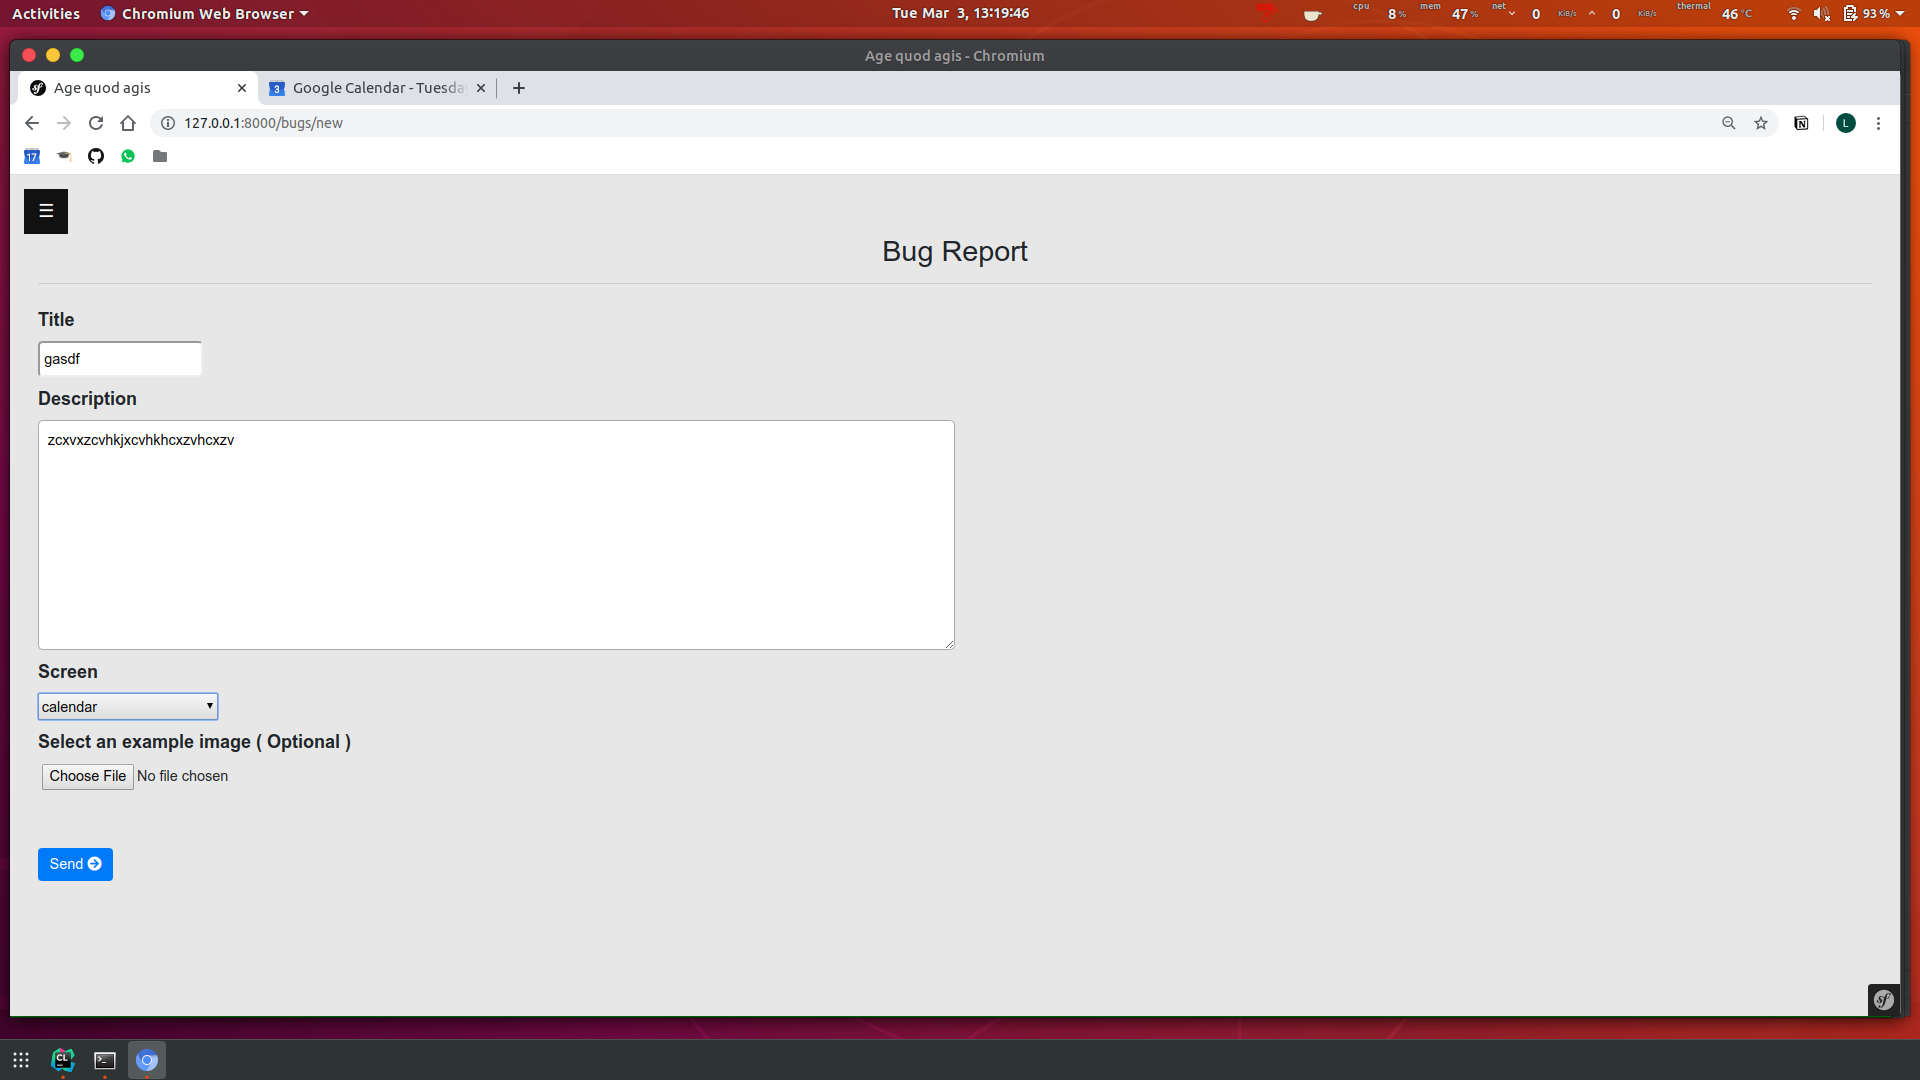 Activities Chromium Web Browser Tue Mar 3, 13:19:46 cpu 8% mem 47% net 0 KiB/s 0 KiB/s thermal 46°C 93%
Age quod agis - Chromium
Age quod agis Google Calendar - Tuesda
127.0.0.1:8000/bugs/new L
17
☰
Bug Report
Title
gasdf
Description
zcxvxzcvhkjxcvhkhcxzvhcxzv
Screen
calendar
Select an example image ( Optional )
Choose File No file chosen
Send
sf
CL